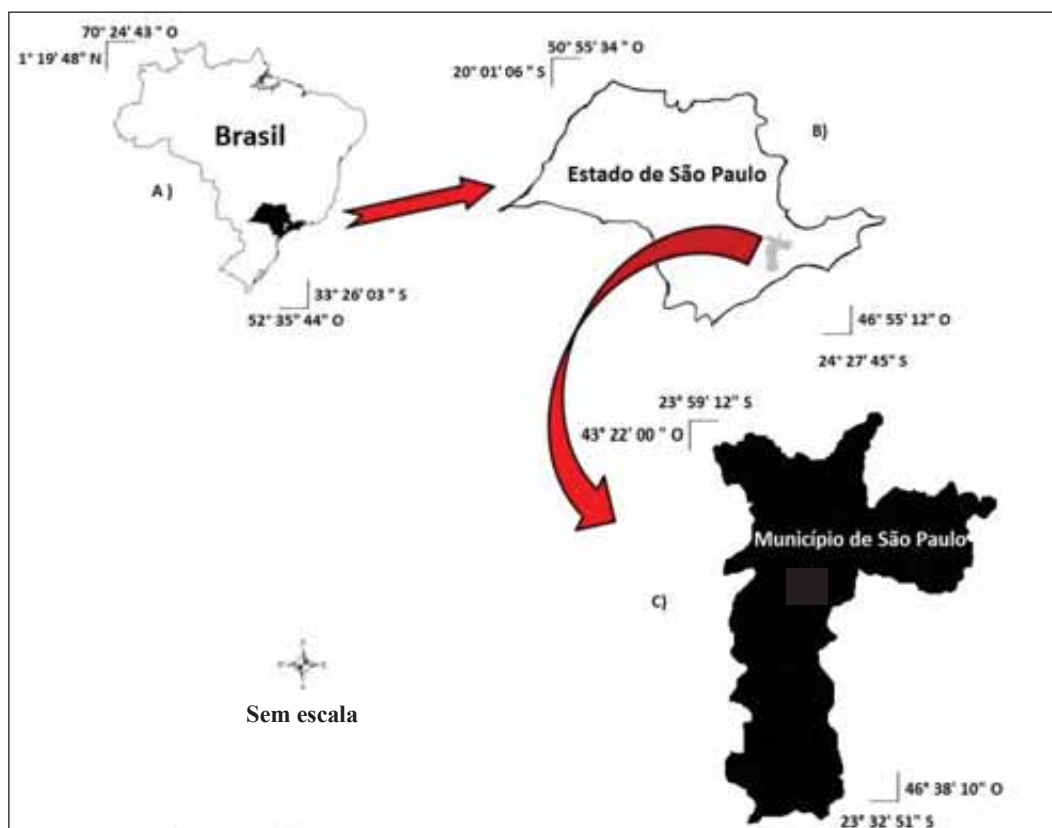 70° 24' 43" O
1° 19' 48" N
Brasil
A )
33° 26' 03" S
52° 35' 44" O
50° 55' 34 " O
20° 01' 06 " S
B)
Estado de São Paulo
46° 55' 12" O
24° 27' 45" S
23° 59' 12" S
43° 22' 00 " O
Município de São Paulo
C)
Sem escala
46° 38' 10" O
23° 32' 51" S